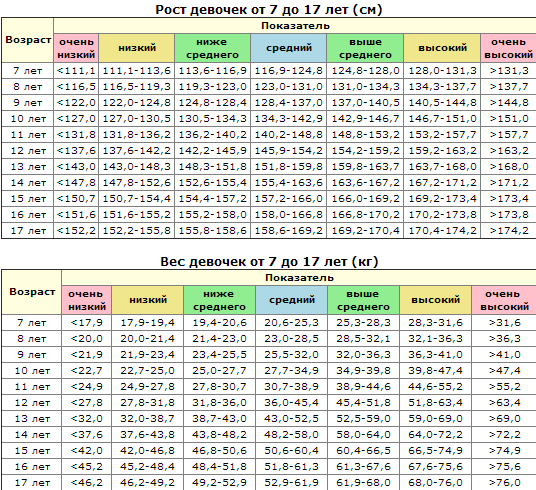 Рост девочек от 7 до 17 лет (см)
Возраст Показатель
очень низкий низкий ниже среднего средний выше среднего высокий очень высокий
7 лет <111,1 111,1-113,6 113,6-116,9 116,9-124,8 124,8-128,0 128,0-131,3 >131,3
8 лет <116,5 116,5-119,3 119,3-123,0 123,0-131,0 131,0-134,3 134,3-137,7 >137,7
9 лет <122,0 122,0-124,8 124,8-128,4 128,4-137,0 137,0-140,5 140,5-144,8 >144,8
10 лет <127,0 127,0-130,5 130,5-134,3 134,3-142,9 142,9-146,7 146,7-151,0 >151,0
11 лет <131,8 131,8-136,2 136,2-140,2 140,2-148,8 148,8-153,2 153,2-157,7 >157,7
12 лет <137,6 137,6-142,2 142,2-145,9 145,9-154,2 154,2-159,2 159,2-163,2 >163,2
13 лет <143,0 143,0-148,3 148,3-151,8 151,8-159,8 159,8-163,7 163,7-168,0 >168,0
14 лет <147,8 147,8-152,6 152,6-155,4 155,4-163,6 163,6-167,2 167,2-171,2 >171,2
15 лет <150,7 150,7-154,4 154,4-157,2 157,2-166,0 166,0-169,2 169,2-173,4 >173,4
16 лет <151,6 151,6-155,2 155,2-158,0 158,0-166,8 166,8-170,2 170,2-173,8 >173,8
17 лет <152,2 152,2-155,8 155,8-158,6 158,6-169,2 169,2-170,4 170,4-174,2 >174,2
Вес девочек от 7 до 17 лет (кг)
Возраст Показатель
очень низкий низкий ниже среднего средний выше среднего высокий очень высокий
7 лет <17,9 17,9-19,4 19,4-20,6 20,6-25,3 25,3-28,3 28,3-31,6 >31,6
8 лет <20,0 20,0-21,4 21,4-23,0 23,0-28,5 28,5-32,1 32,1-36,3 >36,3
9 лет <21,9 21,9-23,4 23,4-25,5 25,5-32,0 32,0-36,3 36,3-41,0 >41,0
10 лет <22,7 22,7-25,0 25,0-27,7 27,7-34,9 34,9-39,8 39,8-47,4 >47,4
11 лет <24,9 24,9-27,8 27,8-30,7 30,7-38,9 38,9-44,6 44,6-55,2 >55,2
12 лет <27,8 27,8-31,8 31,8-36,0 36,0-45,4 45,4-51,8 51,8-63,4 >63,4
13 лет <32,0 32,0-38,7 38,7-43,0 43,0-52,5 52,5-59,0 59,0-69,0 >69,0
14 лет <37,6 37,6-43,8 43,8-48,2 48,2-58,0 58,0-64,0 64,0-72,2 >72,2
15 лет <42,0 42,0-46,8 46,8-50,6 50,6-60,4 60,4-66,5 66,5-74,9 >74,9
16 лет <45,2 45,2-48,4 48,4-51,8 51,8-61,3 61,3-67,6 67,6-75,6 >75,6
17 лет <46,2 46,2-49,2 49,2-52,9 52,9-61,9 61,9-68,0 68,0-76,0 >76,0